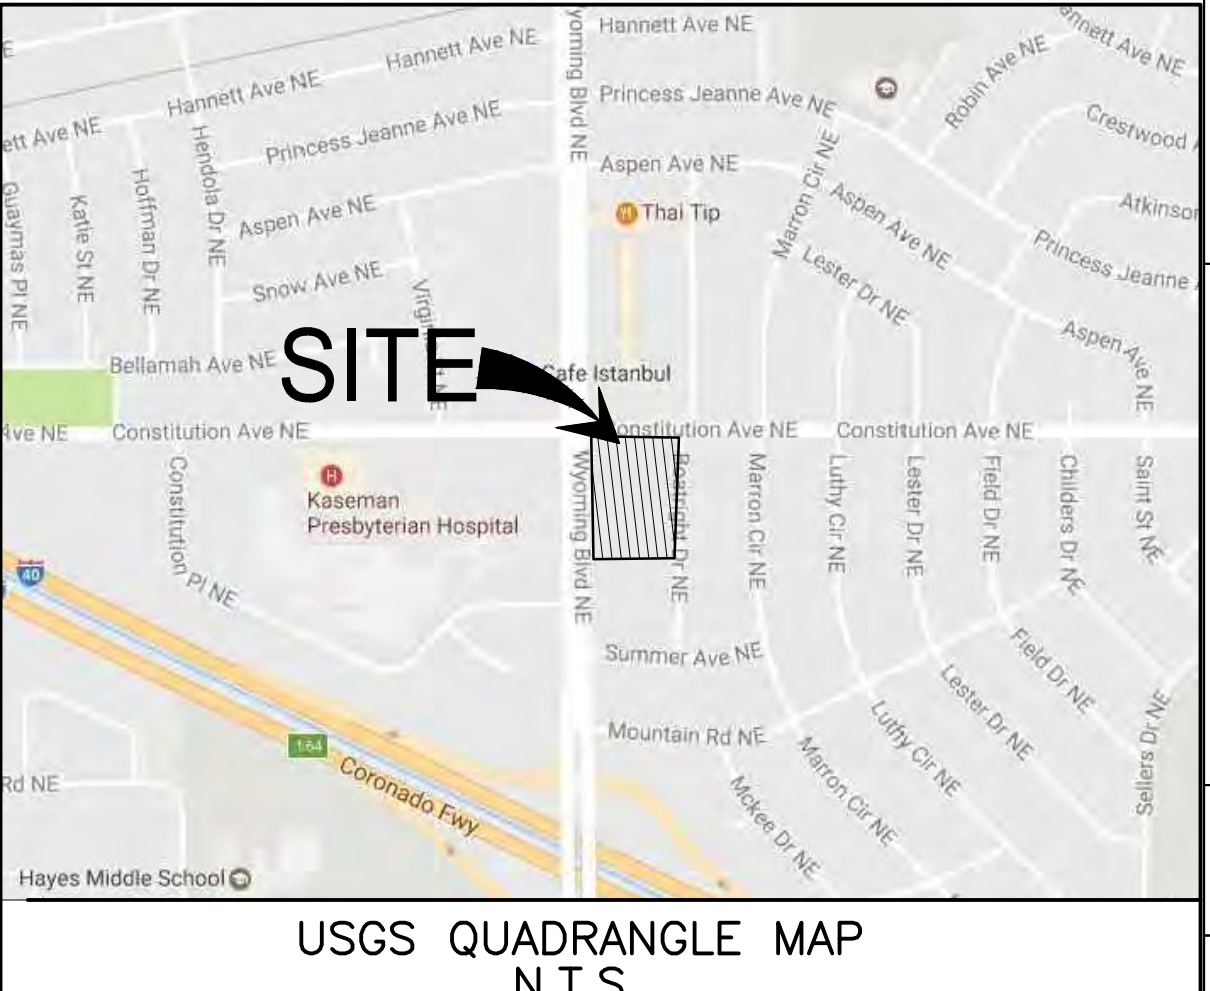 Hannett Ave NE
Hannett Ave NE
Hannett Ave NE
ett Ave NE
Princess Jeanne Ave NE
Princess Jeanne Ave NE
yoming Blvd NE
Robin Ave NE
nnett Ave NE
Crestwood
Aspen Ave NE
Aspen Ave NE
Hendola Dr NE
Hoffman Dr NE
Katie St NE
Guaymas Pl NE
Thai Tip
Marron Cir NE
Aspen Ave NE
Atkinson
Princess Jeanne
Lester Dr NE
Snow Ave NE
Aspen Ave NE
Bellamah Ave NE
SITE
Cafe Istanbul
Ave NE
Constitution Ave NE
onstitution Ave NE
Constitution Ave NE
H
Kaseman
Presbyterian Hospital
Constitution Pl NE
Wyoming Blvd NE
Marron Cir NE
Luthy Cir NE
Lester Dr NE
Field Dr NE
Childers Dr NE
Saint St NE
40
Summer Ave NE
Mountain Rd NE
Field Dr NE
Lester Dr NE
Luthy Cir NE
Marron Cir NE
Mckee Dr NE
Sellers Dr NE
164
Coronado Fwy
Rd NE
Hayes Middle School
USGS QUADRANGLE MAP
N.T.S.